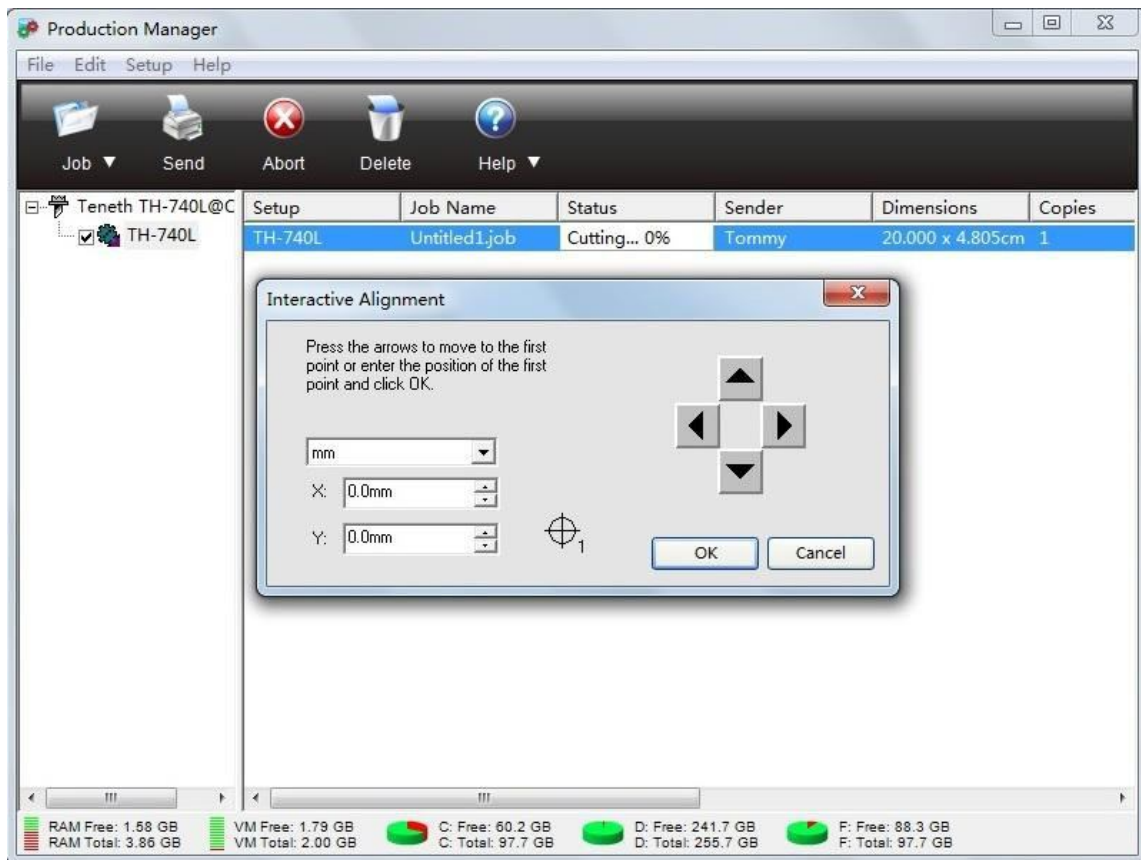 Production Manager
File Edit Setup Help
Job Send Abort Delete Help
Teneth TH-740L@C
TH-740L
Setup Job Name Status Sender Dimensions Copies
TH-740L Untitled1.job Cutting... 0% Tommy 20.000 x 4.805cm 1
Interactive Alignment
Press the arrows to move to the first
point or enter the position of the first
point and click OK.
mm
X: 0.0mm
Y: 0.0mm
1
OK Cancel
RAM Free: 1.58 GB VM Free: 1.79 GB C: Free: 60.2 GB D: Free: 241.7 GB F: Free: 88.3 GB
RAM Total: 3.86 GB VM Total: 2.00 GB C: Total: 97.7 GB D: Total: 255.7 GB F: Total: 97.7 GB